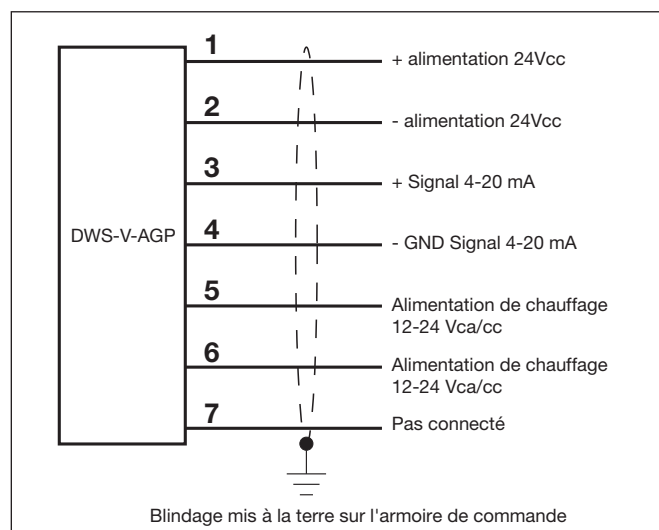 1
+ alimentation 24Vcc
2
- alimentation 24Vcc
3
+ Signal 4-20 mA
DWS-V-AGP
4
- GND Signal 4-20 mA
5
Alimentation de chauffage
12-24 Vca/cc
6
Alimentation de chauffage
12-24 Vca/cc
7
Pas connecté
Blindage mis à la terre sur l'armoire de commande